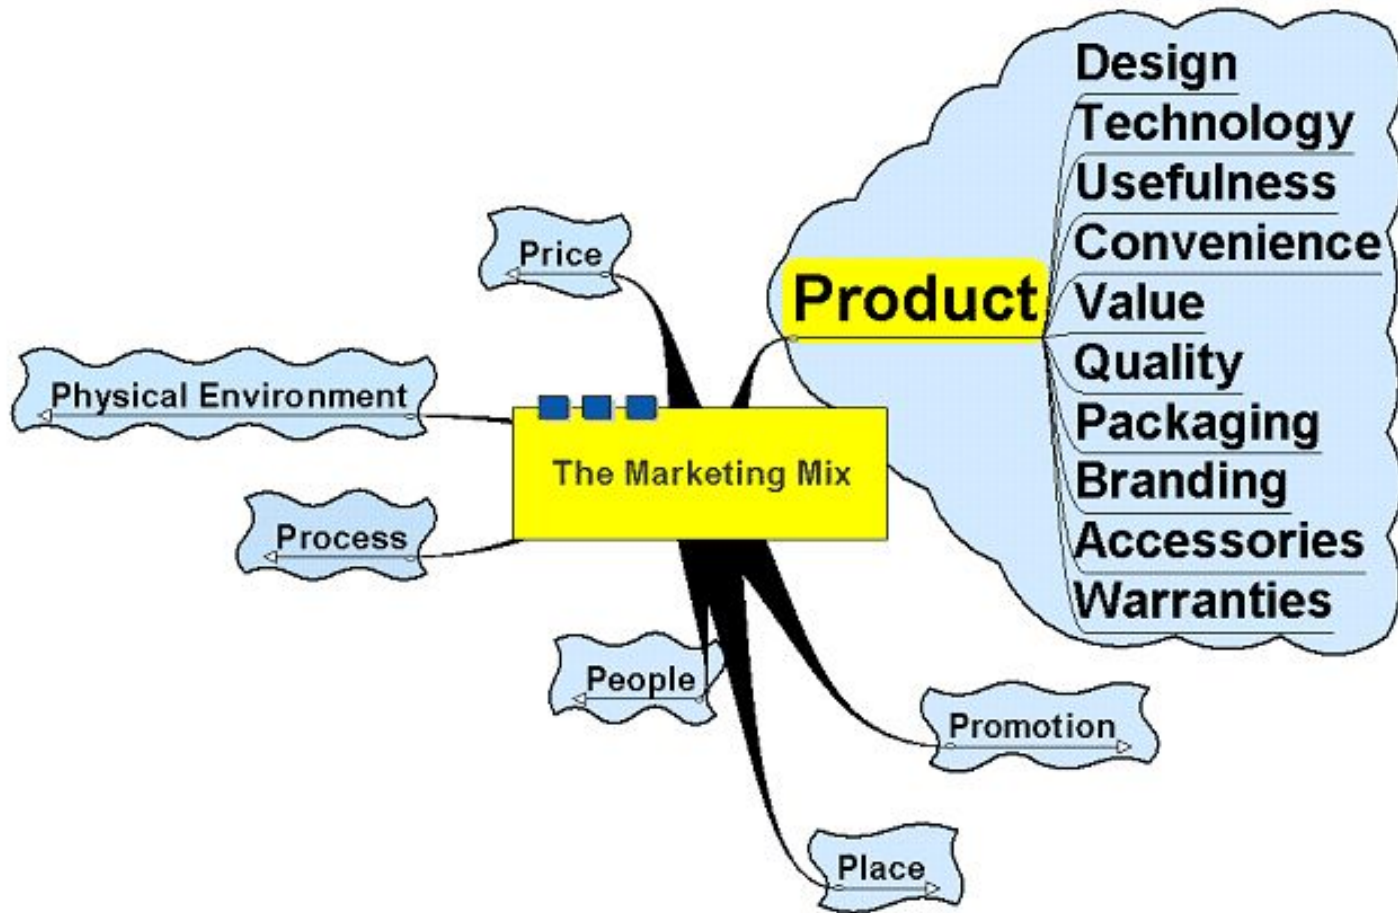 Design
Technology
Usefulness
Convenience
Value
Quality
Packaging
Branding
Accessories
Warranties
Product
Price
Physical Environment
The Marketing Mix
Process
People
Promotion
Place